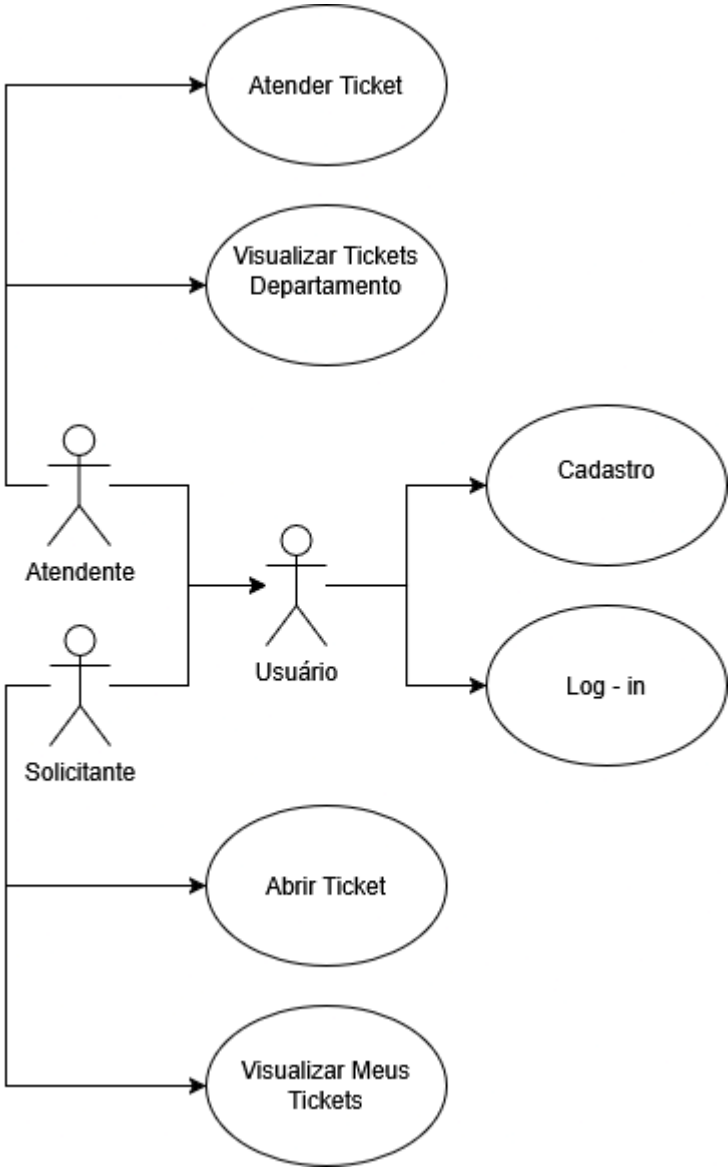 Atender Ticket
Visualizar Tickets
Departamento
Atendente
Cadastro
Usuário
Log - in
Solicitante
Abrir Ticket
Visualizar Meus
Tickets